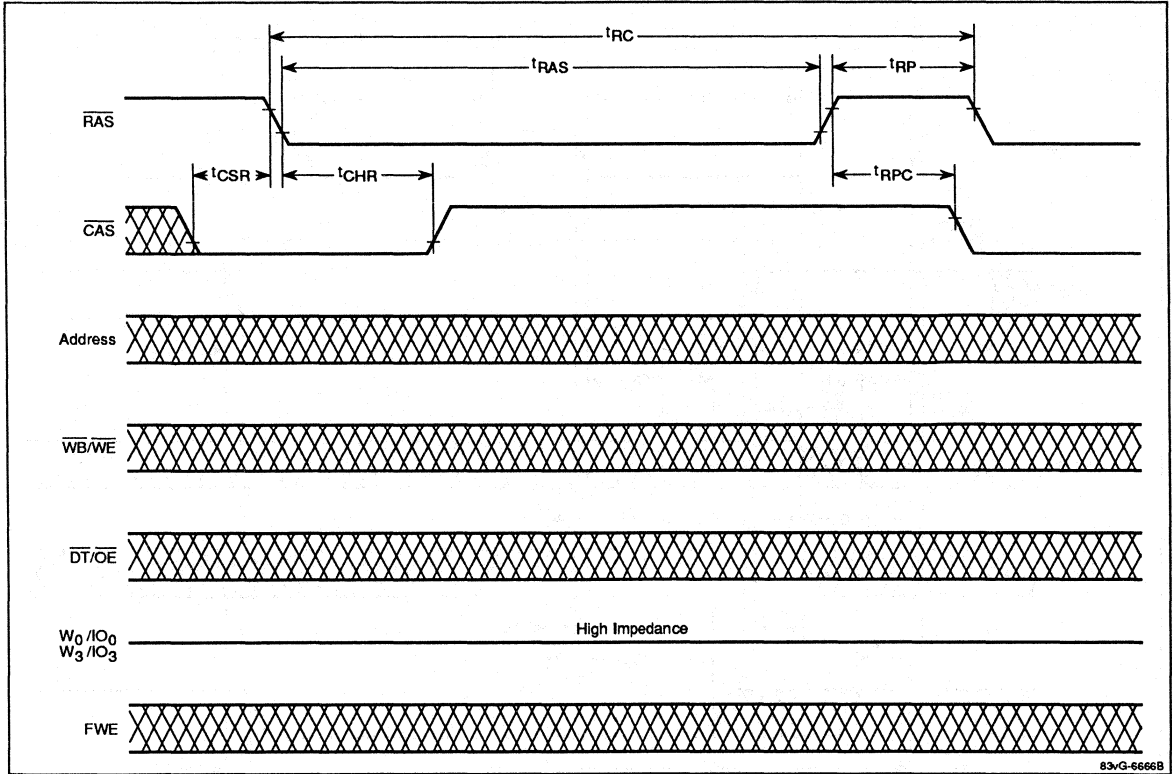 tRC
tRAS
tRP
RAS
tCSR
tCHR
tRPC
CAS
Address
WB/WE
DT/OE
W0/IO0
W3/IO3
High Impedance
FWE
83vG-6666B